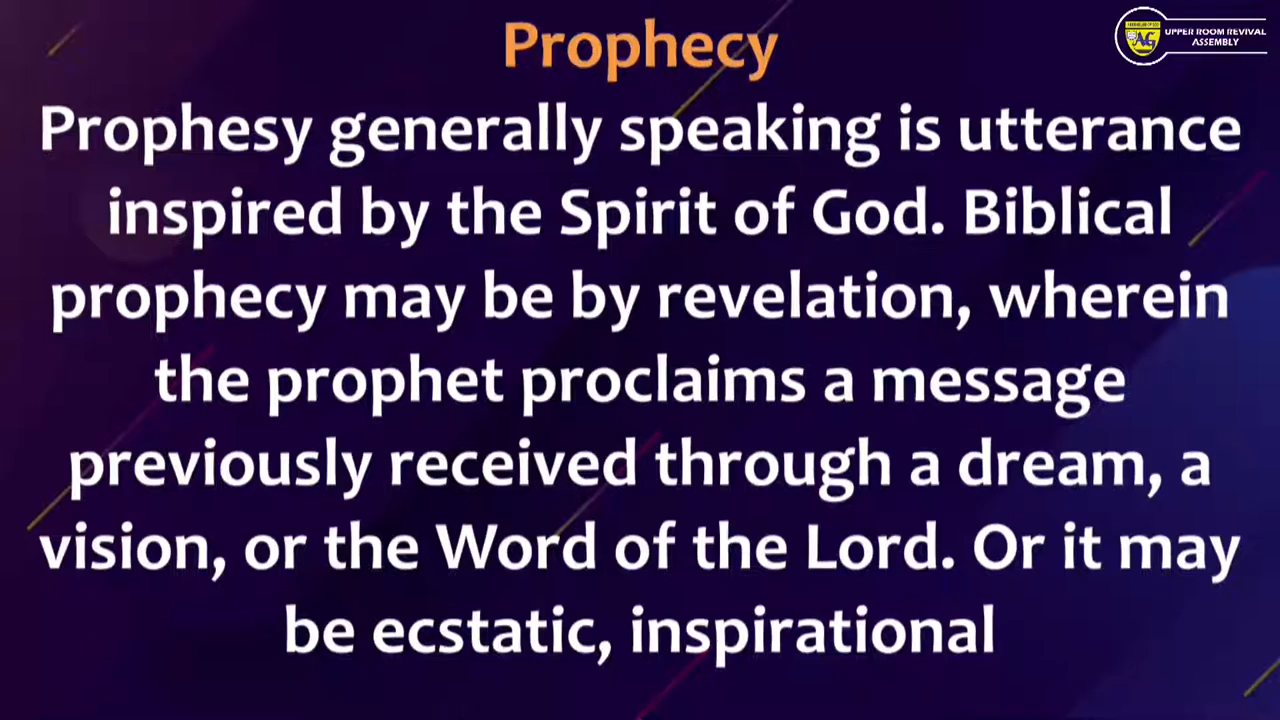 Prophecy
UPPER ROOM REVIVAL
ASSEMBLY
AG
Prophesy generally speaking is utterance
inspired by the Spirit of God. Biblical
prophecy may be by revelation, wherein
the prophet proclaims a message
previously received through a dream, a
vision, or the Word of the Lord. Or it may
be ecstatic, inspirational